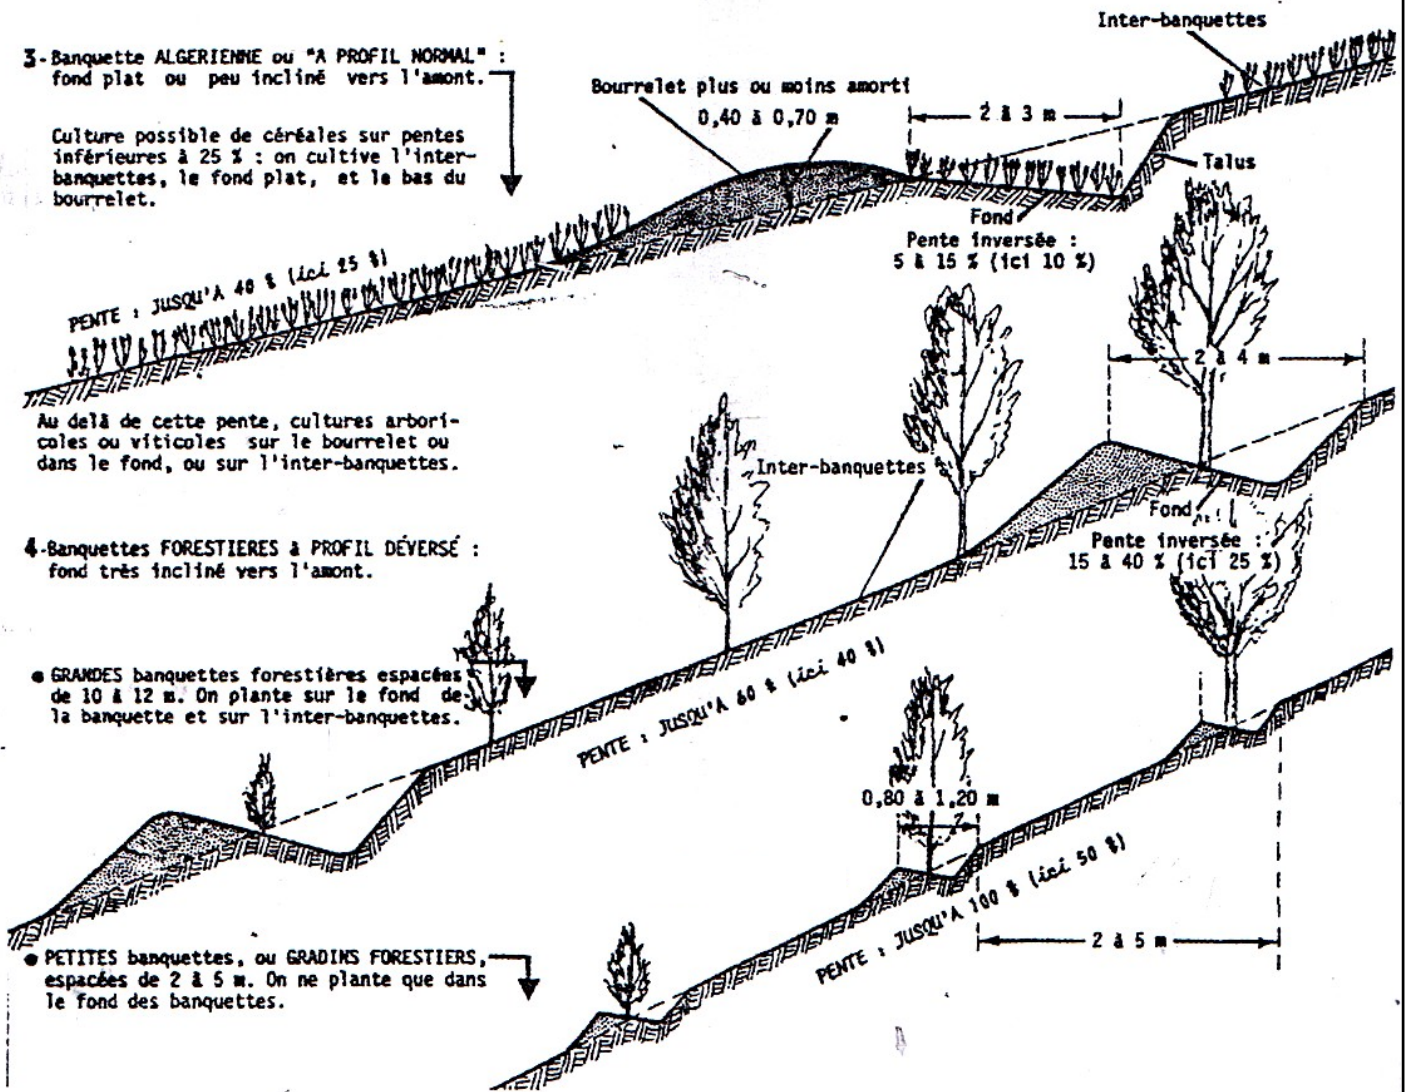 3-Banquette ALGERIENNE ou "A PROFIL NORMAL" :
fond plat ou peu incliné vers l'amont.
Culture possible de céréales sur pentes
inférieures à 25 % : on cultive l'inter-
banquettes, le fond plat, et le bas du
bourrelet.
Inter-banquettes
Bourrelet plus ou moins amorti
0,40 à 0,70 m
2 à 3 m
Talus
Fond
Pente inversée :
5 à 15 % (ici 10 %)
PENTE : JUSQU'A 40 % (ici 25 %)
Au delà de cette pente, cultures arbori-
coles ou viticoles sur le bourrelet ou
dans le fond, ou sur l'inter-banquettes.
2 à 4 m
Inter-banquettes
Fond
Pente inversée :
15 à 40 % (ici 25 %)
4-Banquettes FORESTIERES à PROFIL DÉVERSÉ :
fond très incliné vers l'amont.
• GRANDES banquettes forestières espacées
de 10 à 12 m. On plante sur le fond de
la banquette et sur l'inter-banquettes.
PENTE : JUSQU'A 60 % (ici 40 %)
0,80 à 1,20 m
PENTE : JUSQU'A 100 % (ici 50 %)
2 à 5 m
• PETITES banquettes, ou GRADINS FORESTIERS,
espacées de 2 à 5 m. On ne plante que dans
le fond des banquettes.